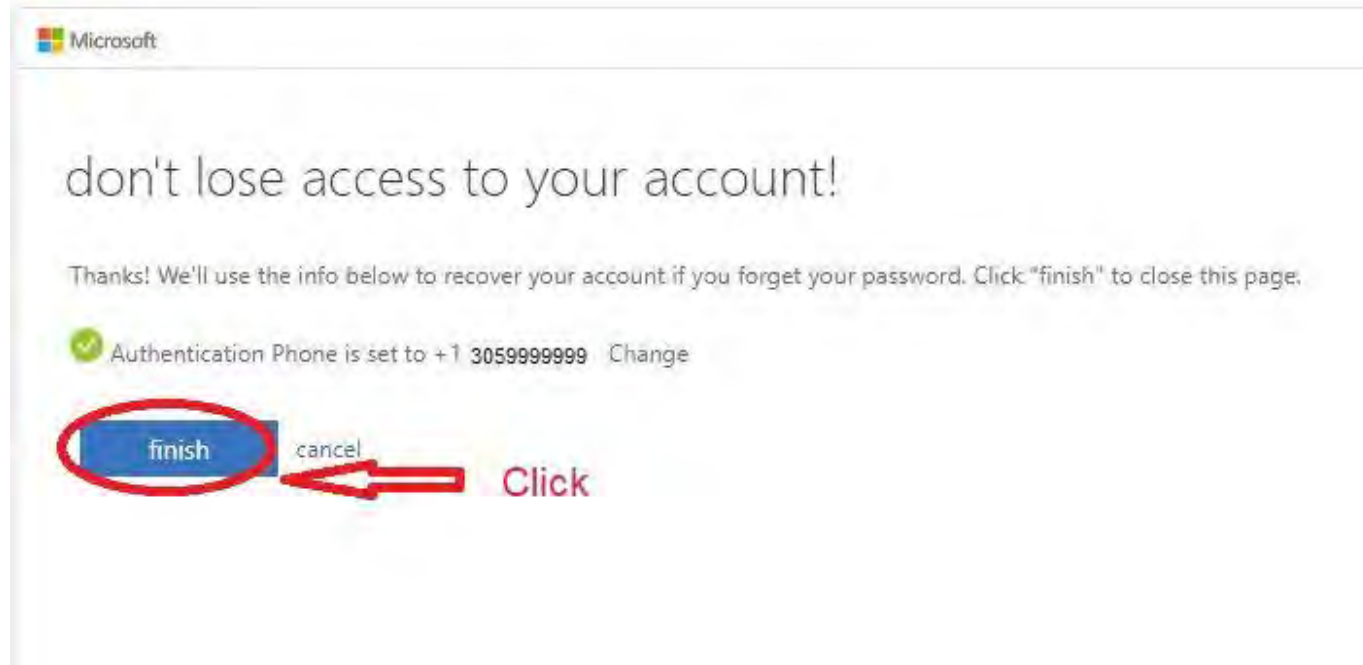 Microsoft
don't lose access to your account!
Thanks! We'll use the info below to recover your account if you forget your password. Click "finish" to close this page.
Authentication Phone is set to +1 3059999999 Change
finish cancel
Click